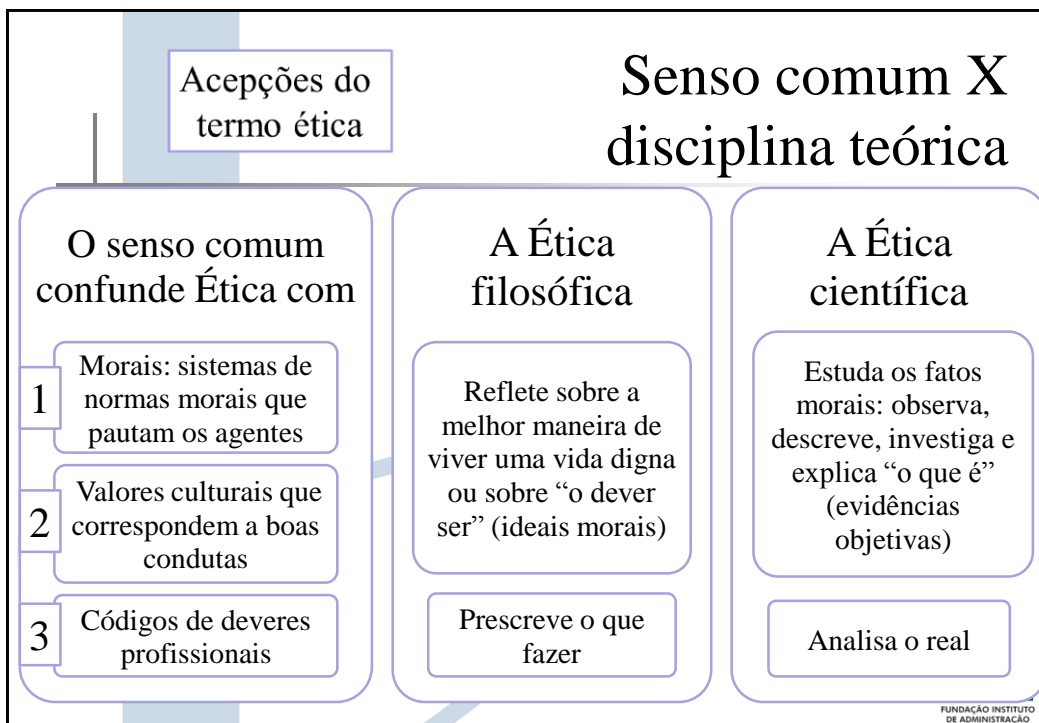 Acepções do
termo ética
Senso comum X
disciplina teórica
O senso comum
confunde Ética com
1
Morais: sistemas de
normas morais que
pautam os agentes
2
Valores culturais que
correspondem a boas
condutas
3
Códigos de deveres
profissionais
A Ética
filosófica
Reflete sobre a
melhor maneira de
viver uma vida digna
ou sobre “o dever
ser” (ideais morais)
Prescreve o que
fazer
A Ética
científica
Estuda os fatos
morais: observa,
descreve, investiga e
explica “o que é”
(evidências
objetivas)
Analisa o real
FUNDAÇÃO INSTITUTO
DE ADMINISTRAÇÃO